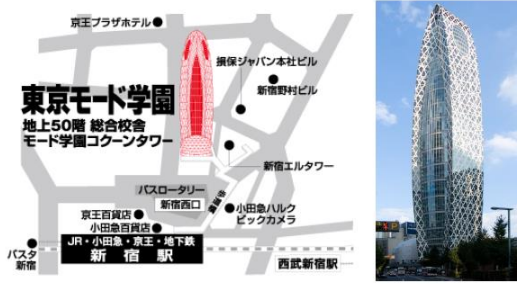 京王プラザホテル
損保ジャパン本社ビル
新宿野村ビル
東京モード学園
地上50階 総合校舎
モード学園コクーンタワー
新宿エルタワー
バスロータリー
新宿西口
歩道橋
京王百貨店
小田急百貨店
小田急ハルク
ビックカメラ
JR・小田急・京王・地下鉄
新宿駅
バスタ
新宿
西武新宿駅